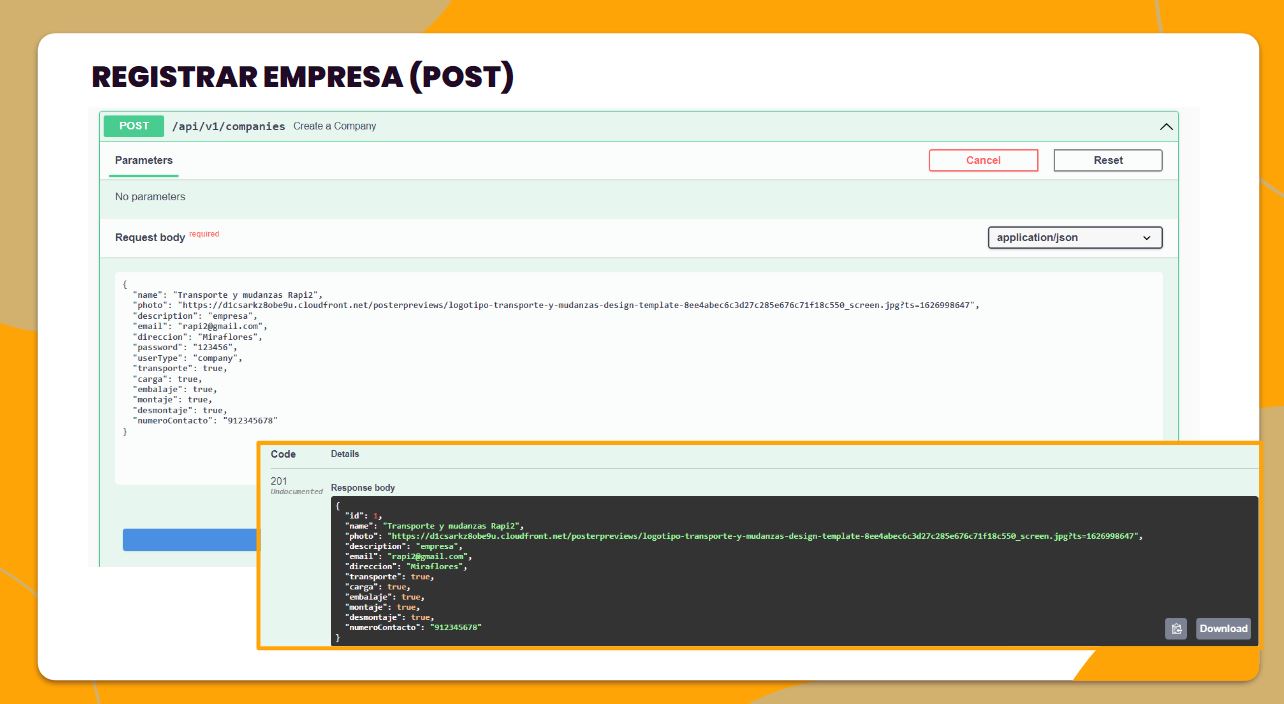 REGISTRAR EMPRESA (POST)
POST /api/v1/companies Create a Company
Parameters Cancel Reset
No parameters
Request body required application/json
{
"name": "Transporte y mudanzas Rapi2",
"photo": "https://d1csarkz8obe9u.cloudfront.net/posterpreviews/logotipo-transporte-y-mudanzas-design-template-8ee4abec6c3d27c285e676c71f18c550_screen.jpg?ts=1626998647",
"description": "empresa",
"email": "rapi2@gmail.com",
"direccion": "Miraflores",
"password": "123456",
"userType": "company",
"transporte": true,
"carga": true,
"embalaje": true,
"montaje": true,
"desmontaje": true,
"numeroContacto": "912345678"
}
Code Details
201
Undocumented
Response body
{
"id": 1,
"name": "Transporte y mudanzas Rapi2",
"photo": "https://d1csarkz8obe9u.cloudfront.net/posterpreviews/logotipo-transporte-y-mudanzas-design-template-8ee4abec6c3d27c285e676c71f18c550_screen.jpg?ts=1626998647",
"description": "empresa",
"email": "rapi2@gmail.com",
"direccion": "Miraflores",
"transporte": true,
"carga": true,
"embalaje": true,
"montaje": true,
"desmontaje": true,
"numeroContacto": "912345678"
}
Download